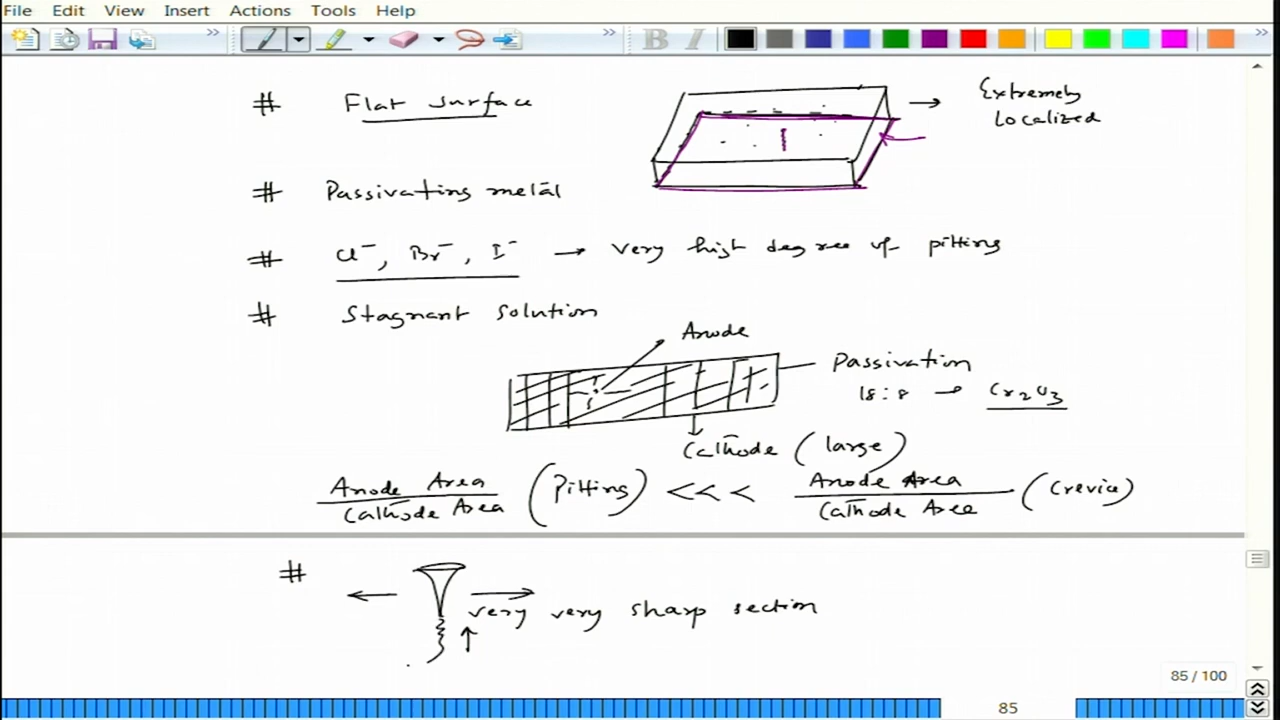 File Edit View Insert Actions Tools Help
# Flat surface
→ Extremely Localized
# Passivating metal
# Cl⁻, Br⁻, I⁻ → very high degree of pitting
# Stagnant solution
Anode
Passivation
18:8 → Cr2O3
Cathode (large)
Anode Area / Cathode Area (Pitting) <<< Anode Area / Cathode Area (crevice)
# very very sharp section
85 / 100
85